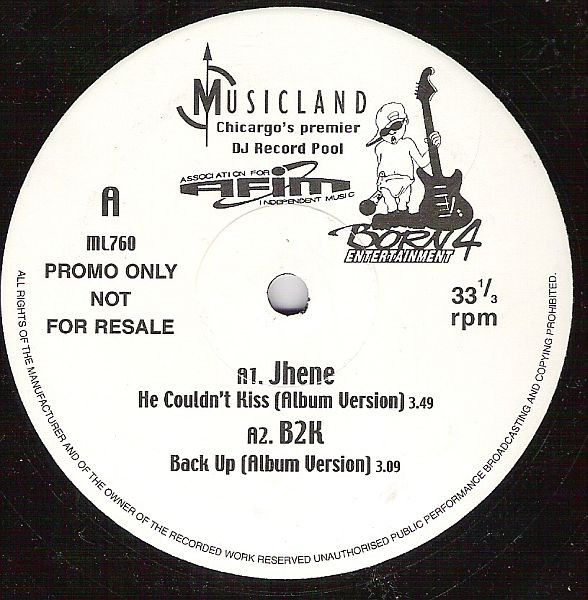 MUSICLAND
Chicargo's premier
DJ Record Pool
ASSOCIATION FOR
AFIM
INDEPENDENT MUSIC
BORN 4
ENTERTAINMENT
A
ML760
PROMO ONLY
NOT
FOR RESALE
33 1/3
rpm
A1. Jhene
He Couldn't Kiss (Album Version) 3.49
A2. B2K
Back Up (Album Version) 3.09
ALL RIGHTS OF THE MANUFACTURER AND OF THE OWNER OF THE RECORDED WORK RESERVED UNAUTHORISED PUBLIC PERFORMANCE BROADCASTING AND COPYING PROHIBITED.